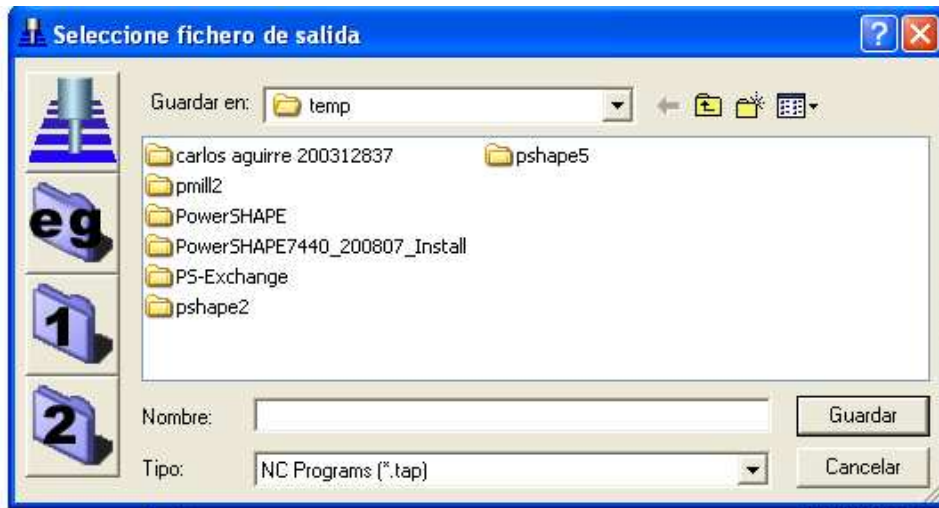 Seleccione fichero de salida
Guardar en: temp
carlos aguirre 200312837
pshape5
pmill2
PowerSHAPE
PowerSHAPE7440_200807_Install
PS-Exchange
pshape2
eg
1
2
Nombre:
Guardar
Tipo: NC Programs (*.tap)
Cancelar